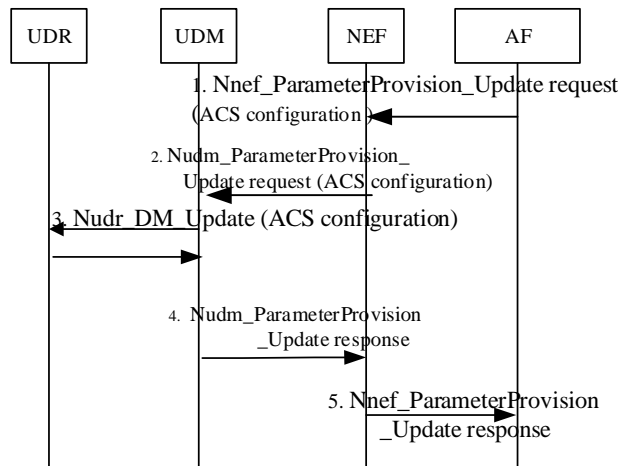 UDR UDM NEF AF
1. Nnef_ParameterProvision_Update request
(ACS configuration )
2. Nudm_ParameterProvision_
Update request (ACS configuration)
3. Nudr_DM_Update (ACS configuration)
4. Nudm_ParameterProvision
_Update response
5. Nnef_ParameterProvision
_Update response